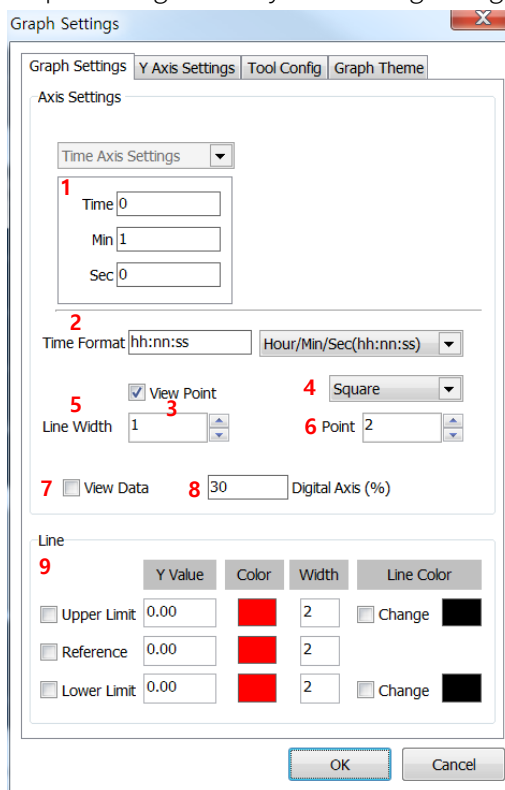 Graph Settings
X
Graph Settings Y Axis Settings Tool Config Graph Theme
Axis Settings
Time Axis Settings
1
Time 0
Min 1
Sec 0
2
Time Format hh:nn:ss Hour/Min/Sec(hh:nn:ss)
View Point 4 Square
5 3
Line Width 1 6 Point 2
7 View Data 8 30 Digital Axis (%)
Line
9
Y Value Color Width Line Color
Upper Limit 0.00 2 Change
Reference 0.00 2
Lower Limit 0.00 2 Change
OK Cancel